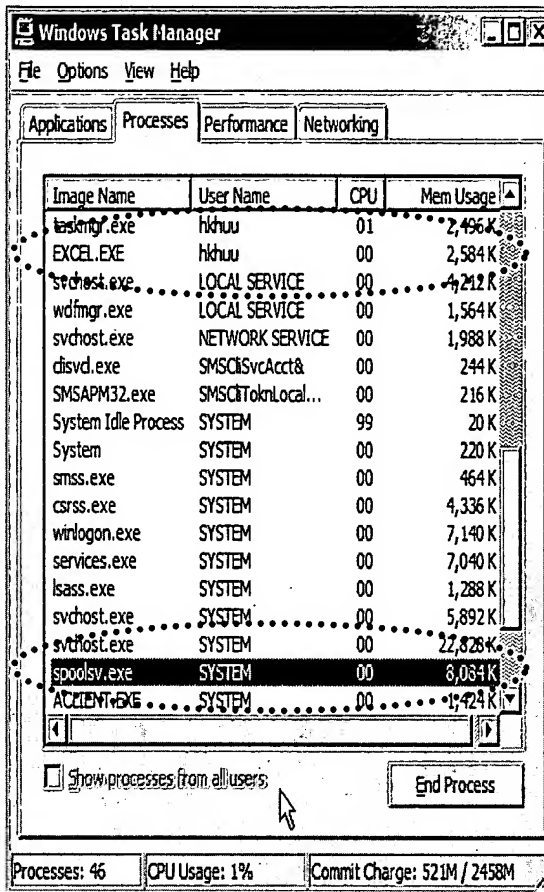 Windows Task Manager
File Options View Help
Applications Processes Performance Networking
Image Name User Name CPU Mem Usage
taskmgr.exe hkhuu 01 2,496 K
EXCEL.EXE hkhuu 00 2,584 K
svchost.exe LOCAL SERVICE 00 4,212 K
wdfmgr.exe LOCAL SERVICE 00 1,564 K
svchost.exe NETWORK SERVICE 00 1,988 K
clisvcl.exe SMSCliSvcAcct& 00 244 K
SMSAPM32.exe SMSCliToknLocal... 00 216 K
System Idle Process SYSTEM 99 20 K
System SYSTEM 00 220 K
smss.exe SYSTEM 00 464 K
csrss.exe SYSTEM 00 4,336 K
winlogon.exe SYSTEM 00 7,140 K
services.exe SYSTEM 00 7,040 K
lsass.exe SYSTEM 00 1,288 K
svchost.exe SYSTEM 00 5,892 K
svchost.exe SYSTEM 00 22,828 K
spoolsv.exe SYSTEM 00 8,084 K
ACLIENT.EXE SYSTEM 00 1,424 K
Show processes from all users
End Process
Processes: 46 CPU Usage: 1% Commit Charge: 521M / 2458M